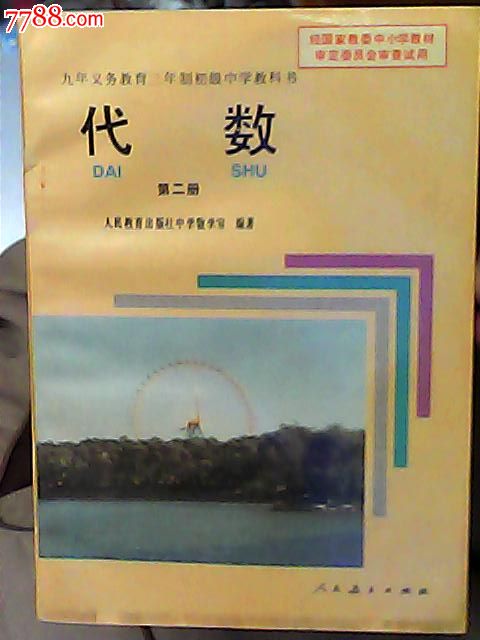 7788.com
经国家教委中小学教材
审定委员会审查试用
九年义务教育三年制初级中学教科书
代 数
DAI SHU
第二册
人民教育出版社中学数学室 编著
人民教育出版社